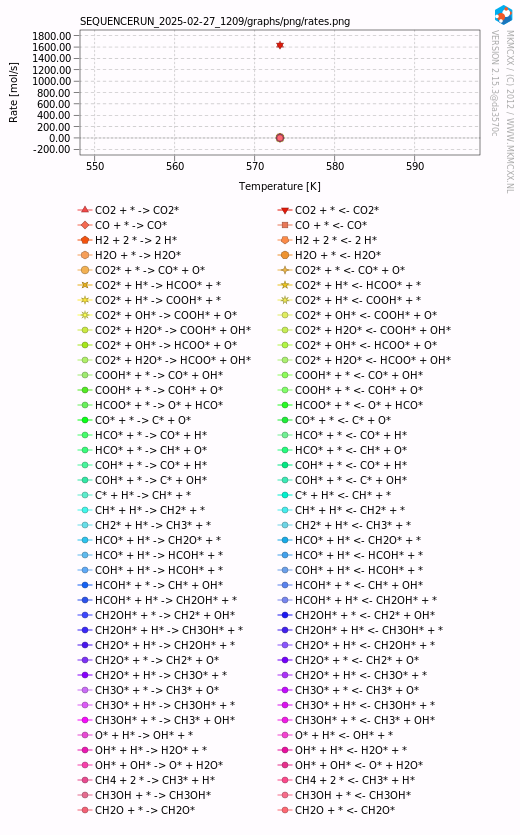 SEQUENCERUN_2025-02-27_1209/graphs/png/rates.png
MKMCXX / (C) 2012 / WWW.MKMCXX.NL
VERSION 2.15.3@da3570c
Rate [mol/s]
1800.00
1600.00
1400.00
1200.00
1000.00
800.00
600.00
400.00
200.00
0.00
-200.00
550 560 570 580 590
Temperature [K]
CO2 + * -> CO2* CO2 + * <- CO2*
CO + * -> CO* CO + * <- CO*
H2 + 2 * -> 2 H* H2 + 2 * <- 2 H*
H2O + * -> H2O* H2O + * <- H2O*
CO2* + * -> CO* + O* CO2* + * <- CO* + O*
CO2* + H* -> HCOO* + * CO2* + H* <- HCOO* + *
CO2* + H* -> COOH* + * CO2* + H* <- COOH* + *
CO2* + OH* -> COOH* + O* CO2* + OH* <- COOH* + O*
CO2* + H2O* -> COOH* + OH* CO2* + H2O* <- COOH* + OH*
CO2* + OH* -> HCOO* + O* CO2* + OH* <- HCOO* + O*
CO2* + H2O* -> HCOO* + OH* CO2* + H2O* <- HCOO* + OH*
COOH* + * -> CO* + OH* COOH* + * <- CO* + OH*
COOH* + * -> COH* + O* COOH* + * <- COH* + O*
HCOO* + * -> O* + HCO* HCOO* + * <- O* + HCO*
CO* + * -> C* + O* CO* + * <- C* + O*
HCO* + * -> CO* + H* HCO* + * <- CO* + H*
HCO* + * -> CH* + O* HCO* + * <- CH* + O*
COH* + * -> CO* + H* COH* + * <- CO* + H*
COH* + * -> C* + OH* COH* + * <- C* + OH*
C* + H* -> CH* + * C* + H* <- CH* + *
CH* + H* -> CH2* + * CH* + H* <- CH2* + *
CH2* + H* -> CH3* + * CH2* + H* <- CH3* + *
HCO* + H* -> CH2O* + * HCO* + H* <- CH2O* + *
HCO* + H* -> HCOH* + * HCO* + H* <- HCOH* + *
COH* + H* -> HCOH* + * COH* + H* <- HCOH* + *
HCOH* + * -> CH* + OH* HCOH* + * <- CH* + OH*
HCOH* + H* -> CH2OH* + * HCOH* + H* <- CH2OH* + *
CH2OH* + * -> CH2* + OH* CH2OH* + * <- CH2* + OH*
CH2OH* + H* -> CH3OH* + * CH2OH* + H* <- CH3OH* + *
CH2O* + H* -> CH2OH* + * CH2O* + H* <- CH2OH* + *
CH2O* + * -> CH2* + O* CH2O* + * <- CH2* + O*
CH2O* + H* -> CH3O* + * CH2O* + H* <- CH3O* + *
CH3O* + * -> CH3* + O* CH3O* + * <- CH3* + O*
CH3O* + H* -> CH3OH* + * CH3O* + H* <- CH3OH* + *
CH3OH* + * -> CH3* + OH* CH3OH* + * <- CH3* + OH*
O* + H* -> OH* + * O* + H* <- OH* + *
OH* + H* -> H2O* + * OH* + H* <- H2O* + *
OH* + OH* -> O* + H2O* OH* + OH* <- O* + H2O*
CH4 + 2 * -> CH3* + H* CH4 + 2 * <- CH3* + H*
CH3OH + * -> CH3OH* CH3OH + * <- CH3OH*
CH2O + * -> CH2O* CH2O + * <- CH2O*